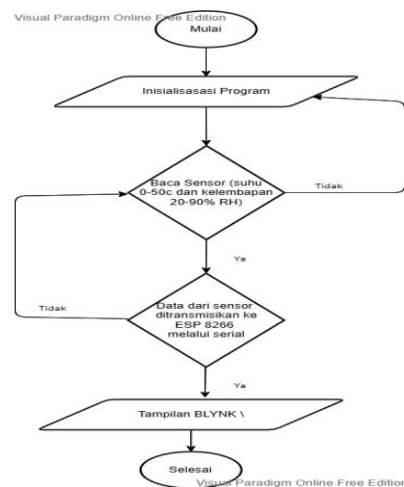 Visual Paradigm Online Free Edition
Mulai
Inisialisasasi Program
Baca Sensor (suhu
0-50c dan kelembapan
20-90% RH)
Tidak
Ya
Data dari sensor
ditransmisikan ke
ESP 8266
melalui serial
Tidak
Ya
Tampilan BLYNK \
Selesai
Visual Paradigm Online Free Edition